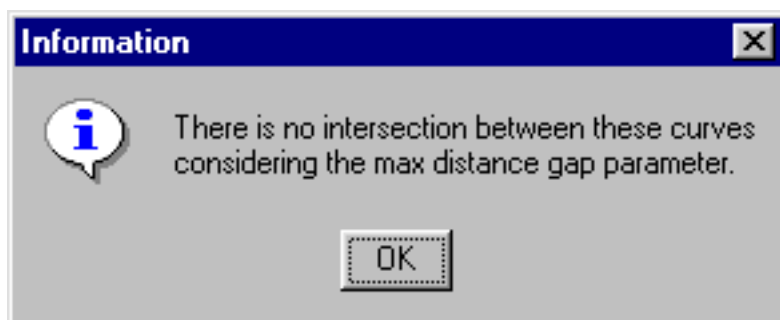 Information
There is no intersection between these curves
considering the max distance gap parameter.
OK